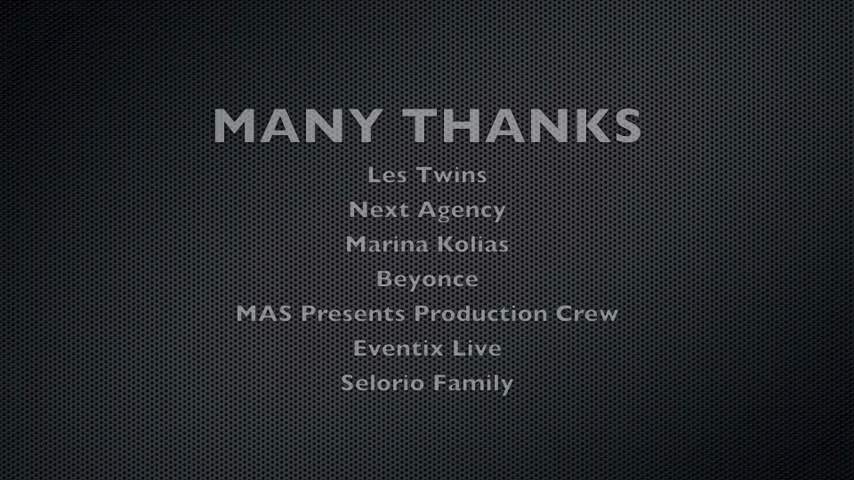 MANY THANKS
Les Twins
Next Agency
Marina Kolias
Beyonce
MAS Presents Production Crew
Eventix Live
Selorio Family